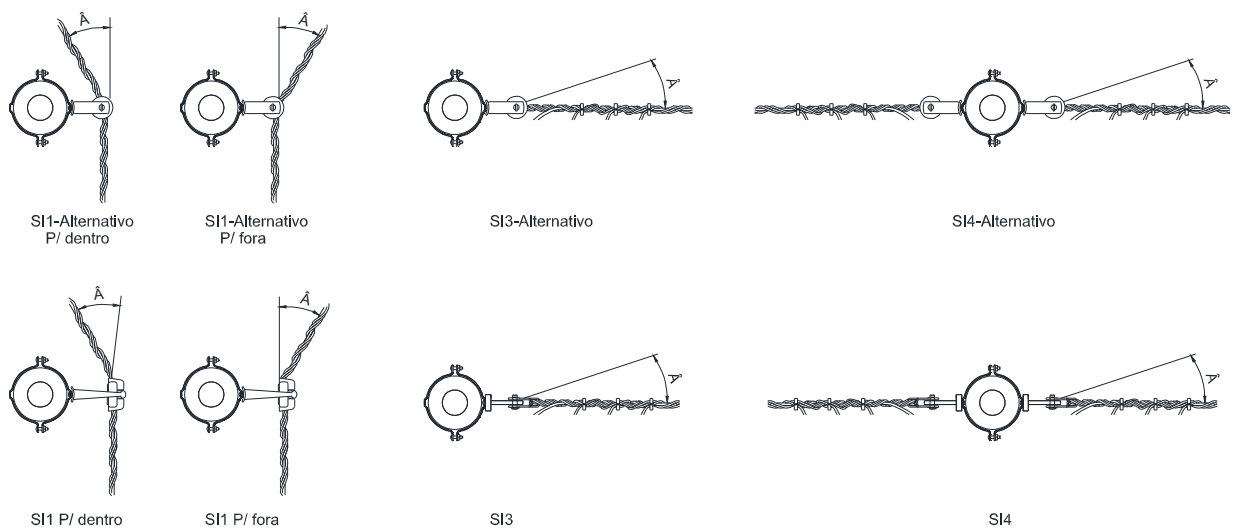 Â
Â
Â
Â
SI1-Alternativo
P/ dentro
SI1-Alternativo
P/ fora
SI3-Alternativo
SI4-Alternativo
Â
Â
Â
Â
SI1 P/ dentro
SI1 P/ fora
SI3
SI4